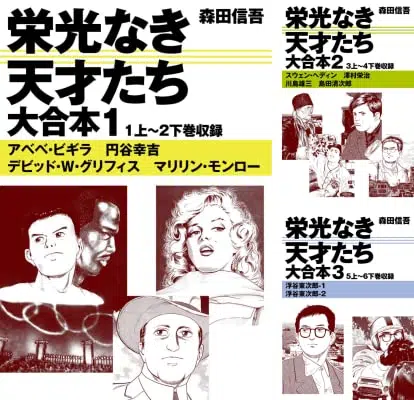 栄光なき
天才たち
大合本1
1上~2下巻収録
森田信吾
アベベ・ビギラ 円谷幸吉
デビッド・W・グリフィス マリリン・モンロー
栄光なき
天才たち
大合本2
3上~4下巻収録
森田信吾
スウェン・ヘディン 澤村栄治
川島雄三 島田清次郎
栄光なき
天才たち
大合本3
5上~6下巻収録
森田信吾
浮谷東次郎-1
浮谷東次郎-2